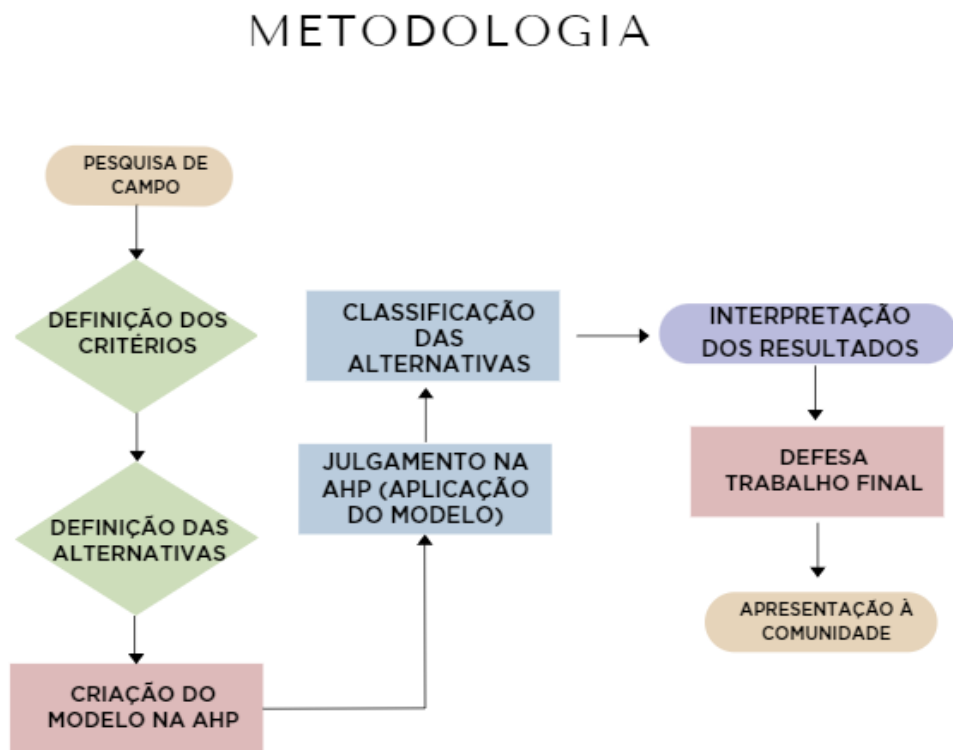 METODOLOGIA
PESQUISA DE
CAMPO
DEFINIÇÃO DOS
CRITÉRIOS
DEFINIÇÃO DAS
ALTERNATIVAS
CRIAÇÃO DO
MODELO NA AHP
JULGAMENTO NA
AHP (APLICAÇÃO
DO MODELO)
CLASSIFICAÇÃO
DAS
ALTERNATIVAS
INTERPRETAÇÃO
DOS RESULTADOS
DEFESA
TRABALHO FINAL
APRESENTAÇÃO À
COMUNIDADE